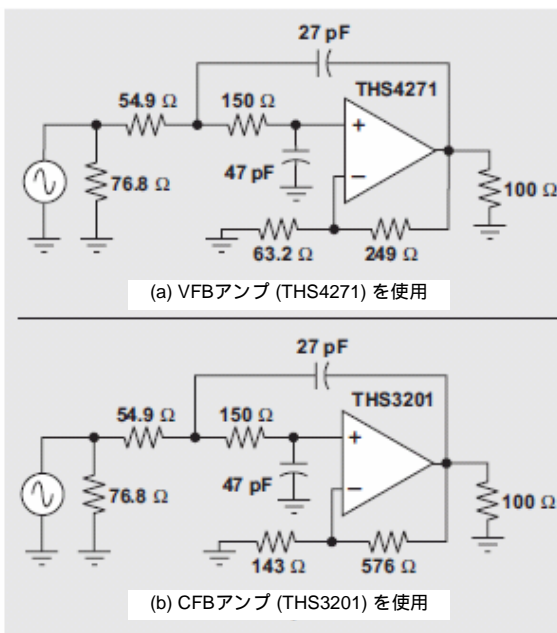 27 pF
THS4271
54.9 Ω
150 Ω
+
76.8 Ω
47 pF
−
100 Ω
63.2 Ω
249 Ω
(a) VFBアンプ (THS4271) を使用
27 pF
THS3201
54.9 Ω
150 Ω
+
76.8 Ω
47 pF
−
100 Ω
143 Ω
576 Ω
(b) CFBアンプ (THS3201) を使用